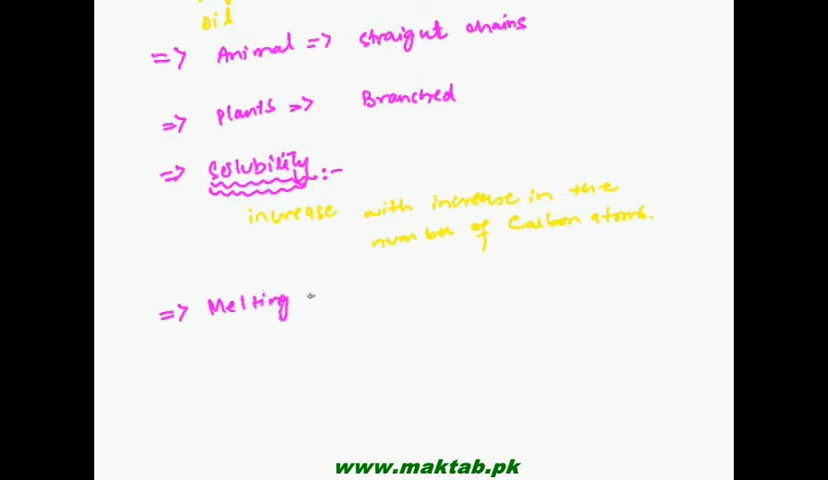 oil
=> Animal => straigut chains
=> Plants => Branched
=> Solubility :-
increase with increase in the
number of Carbon atoms.
=> Melting
www.maktab.pk